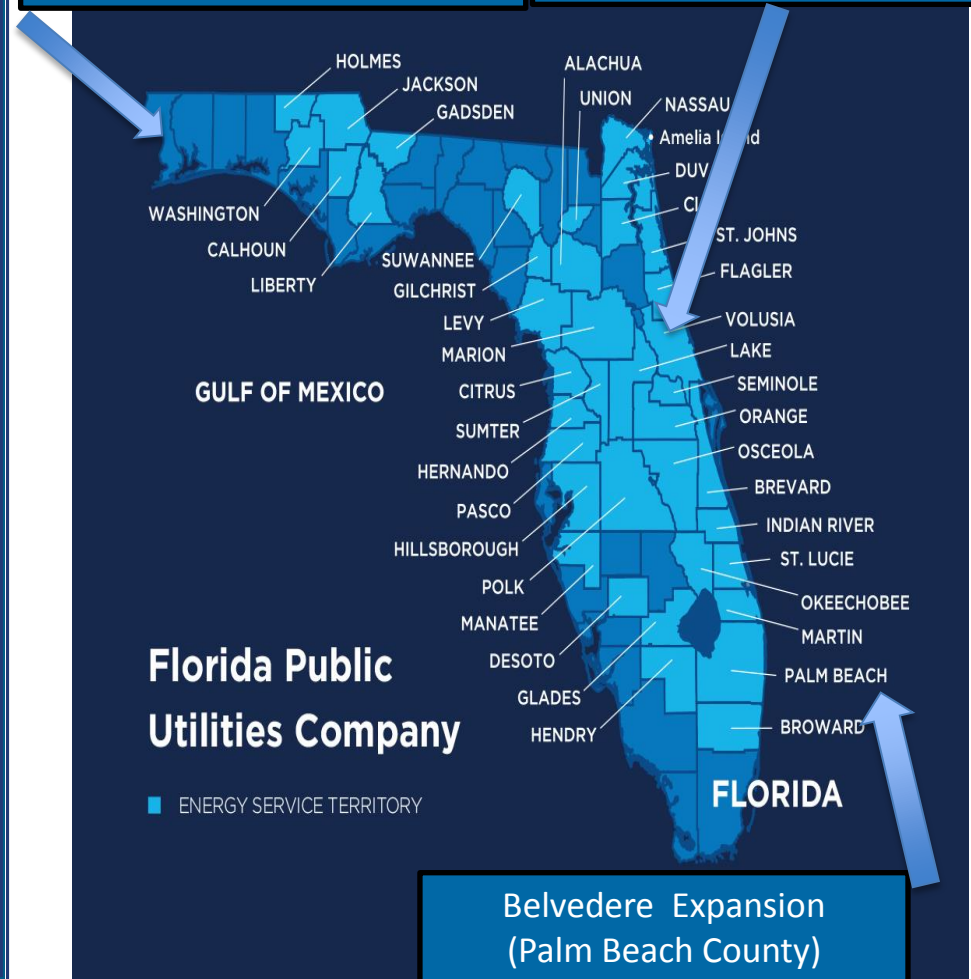 HOLMES
JACKSON
GADSDEN
ALACHUA
UNION
NASSAU
Amelia
DUV
WASHINGTON
CALHOUN
LIBERTY
SUWANNEE
GILCHRIST
LEVY
MARION
CITRUS
SUMTER
HERNANDO
PASCO
HILLSBOROUGH
POLK
MANATEE
DESOTO
GLADES
HENDRY
ST. JOHNS
FLAGLER
VOLUSIA
LAKE
SEMINOLE
ORANGE
OSCEOLA
BREVARD
INDIAN RIVER
ST. LUCIE
OKEECHOBEE
MARTIN
PALM BEACH
BROWARD
GULF OF MEXICO
Florida Public
Utilities Company
ENERGY SERVICE TERRITORY
FLORIDA
Belvedere Expansion
(Palm Beach County)